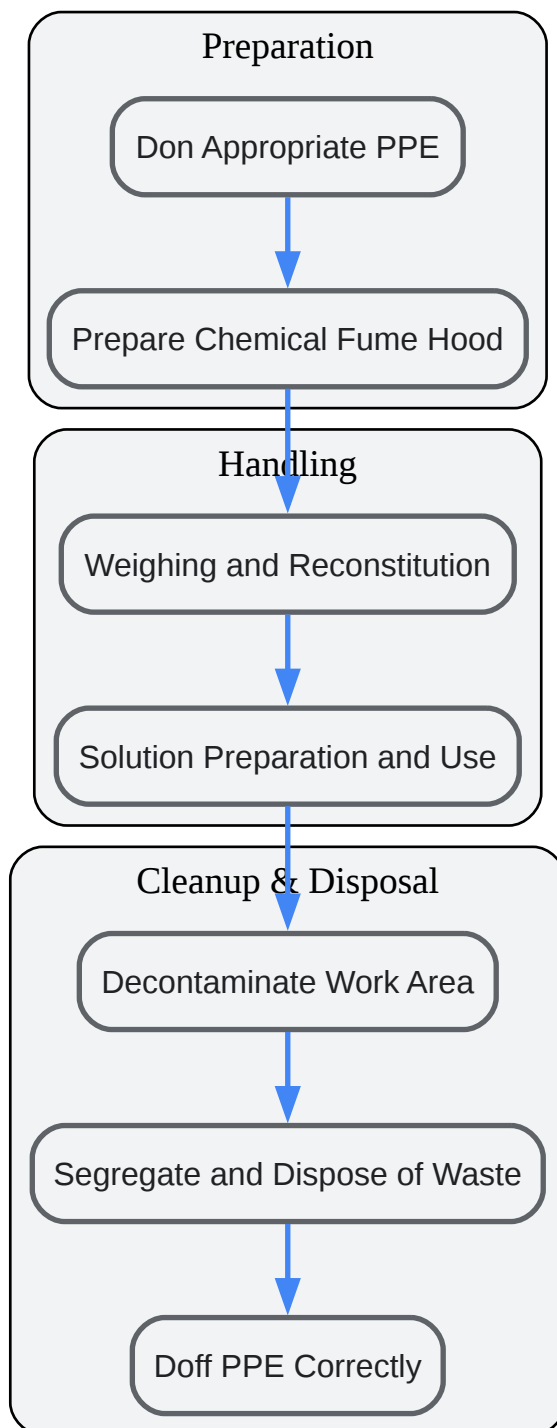 Preparation
Don Appropriate PPE
Prepare Chemical Fume Hood
Handling
Weighing and Reconstitution
Solution Preparation and Use
Cleanup & Disposal
Decontaminate Work Area
Segregate and Dispose of Waste
Doff PPE Correctly